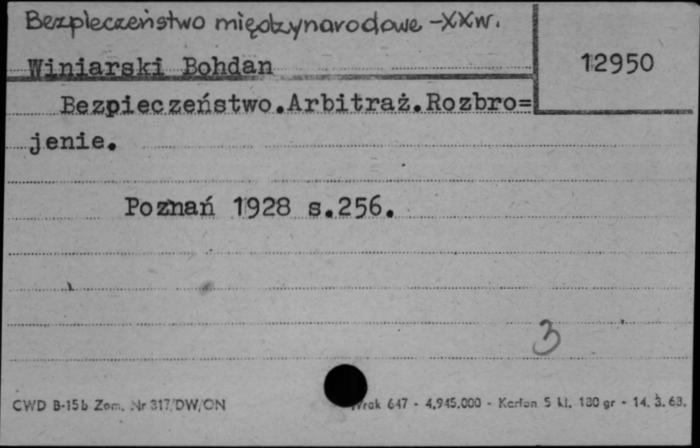 Bezpieczeństwo międzynarodowe -XXw.
Winiarski Bohdan
12950
Bezpieczeństwo.Arbitraż.Rozbro=
jenie.
Poznań 1928 s.256.
3
CWD B-15b Zam. Nr 317/DW/ON
Wrak 647 - 4.945.000 - Karton 5 kl. 180 gr - 14. 3. 63.